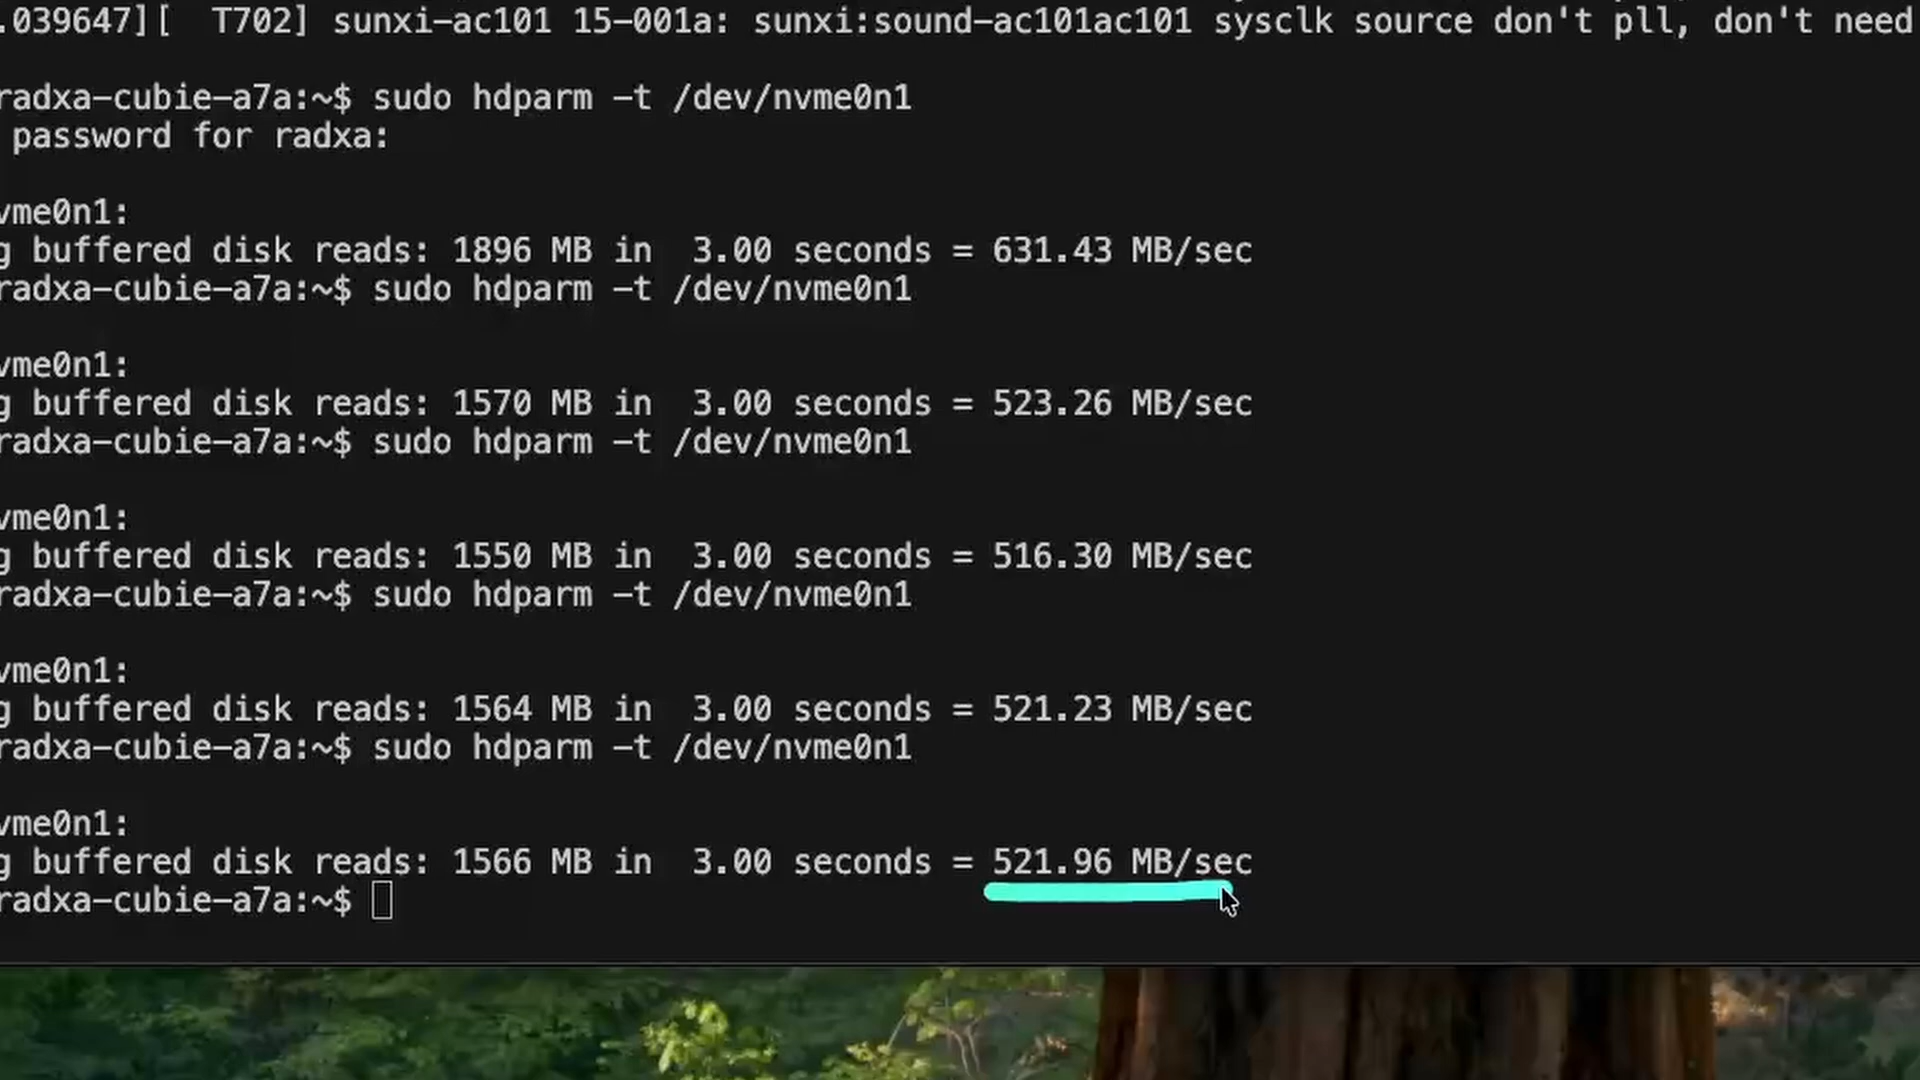 .039647][  T702] sunxi-ac101 15-001a: sunxi:sound-ac101ac101 sysclk source don't pll, don't need
radxa-cubie-a7a:~$ sudo hdparm -t /dev/nvme0n1
password for radxa:
vme0n1:
g buffered disk reads: 1896 MB in  3.00 seconds = 631.43 MB/sec
radxa-cubie-a7a:~$ sudo hdparm -t /dev/nvme0n1
vme0n1:
g buffered disk reads: 1570 MB in  3.00 seconds = 523.26 MB/sec
radxa-cubie-a7a:~$ sudo hdparm -t /dev/nvme0n1
vme0n1:
g buffered disk reads: 1550 MB in  3.00 seconds = 516.30 MB/sec
radxa-cubie-a7a:~$ sudo hdparm -t /dev/nvme0n1
vme0n1:
g buffered disk reads: 1564 MB in  3.00 seconds = 521.23 MB/sec
radxa-cubie-a7a:~$ sudo hdparm -t /dev/nvme0n1
vme0n1:
g buffered disk reads: 1566 MB in  3.00 seconds = 521.96 MB/sec
radxa-cubie-a7a:~$